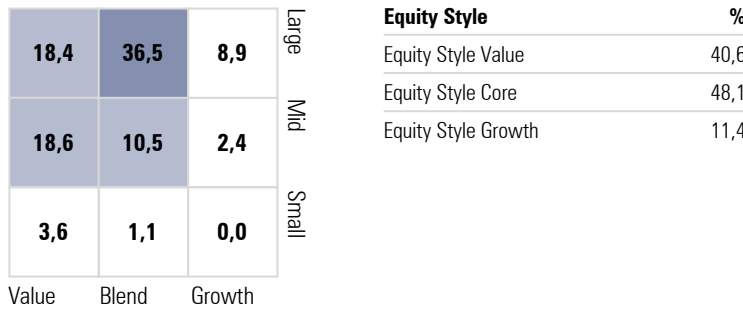 18,4 36,5 8,9 Large
18,6 10,5 2,4 Mid
3,6 1,1 0,0 Small
Value Blend Growth
Equity Style %
Equity Style Value 40,6
Equity Style Core 48,1
Equity Style Growth 11,4